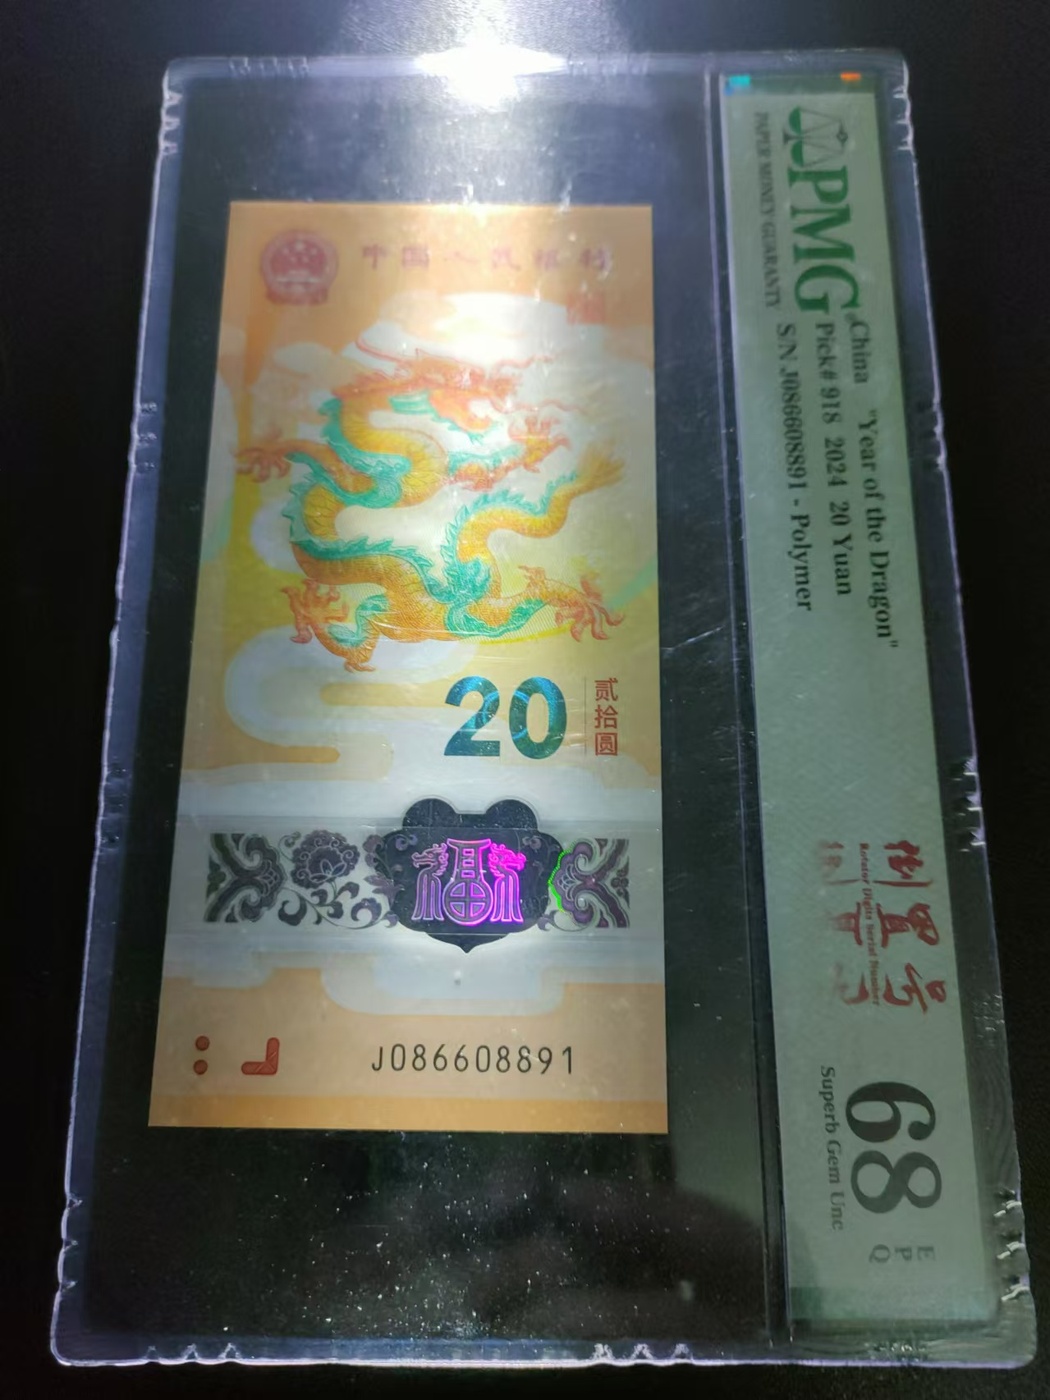 中国人民银行
20
贰拾圆
J086608891
PMG
PAPER MONEY GUARANTY
China "Year of the Dragon"
Pick# 918 2024 20 Yuan
S/N J086608891 - Polymer
Rotator Digits Serial Number
68
EPQ
Superb Gem Unc